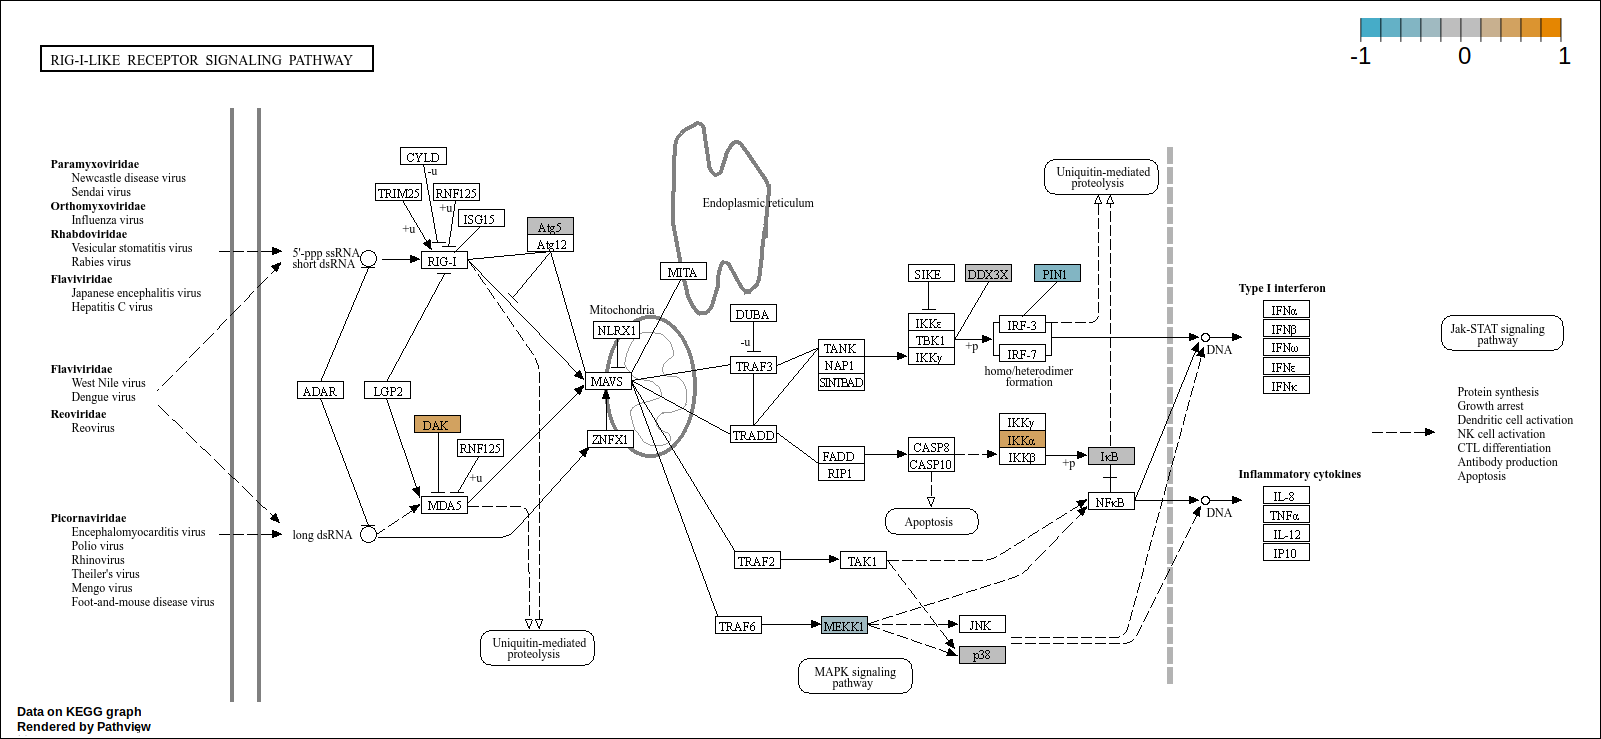 -1 0 1
RIG-I-LIKE RECEPTOR SIGNALING PATHWAY
Paramyxoviridae
Newcastle disease virus
Sendai virus
Orthomyxoviridae
Influenza virus
Rhabdoviridae
Vesicular stomatitis virus
Rabies virus
Flaviviridae
Japanese encephalitis virus
Hepatitis C virus
Flaviviridae
West Nile virus
Dengue virus
Reoviridae
Reovirus
Picornaviridae
Encephalomyocarditis virus
Polio virus
Rhinovirus
Theiler's virus
Mengo virus
Foot-and-mouse disease virus
5'-ppp ssRNA
short dsRNA
long dsRNA
ADAR
LGP2
CYLD
-u
TRIM25
RNF125
+u
+u
ISG15
RIG-I
Atg5
Atg12
DAK
RNF125
+u
MDA5
Uniquitin-mediated
proteolysis
Mitochondria
NLRX1
MAVS
ZNFX1
MITA
Endoplasmic reticulum
DUBA
-u
TRAF3
TRADD
TRAF2
TRAF6
TANK
NAP1
SINTBAD
FADD
RIP1
TAK1
MEKK1
MAPK signaling
pathway
SIKE
DDX3X
PIN1
IKKε
TBK1
IKKγ
+p
IRF-3
IRF-7
homo/heterodimer
formation
CASP8
CASP10
Apoptosis
IKKγ
IKKα
IKKβ
+p
IκB
NFκB
JNK
p38
Uniquitin-mediated
proteolysis
DNA
DNA
Type I interferon
IFNα
IFNβ
IFNω
IFNε
IFNκ
Inflammatory cytokines
IL-8
TNFα
IL-12
IP10
Jak-STAT signaling
pathway
Protein synthesis
Growth arrest
Dendritic cell activation
NK cell activation
CTL differentiation
Antibody production
Apoptosis
Data on KEGG graph
Rendered by Pathview